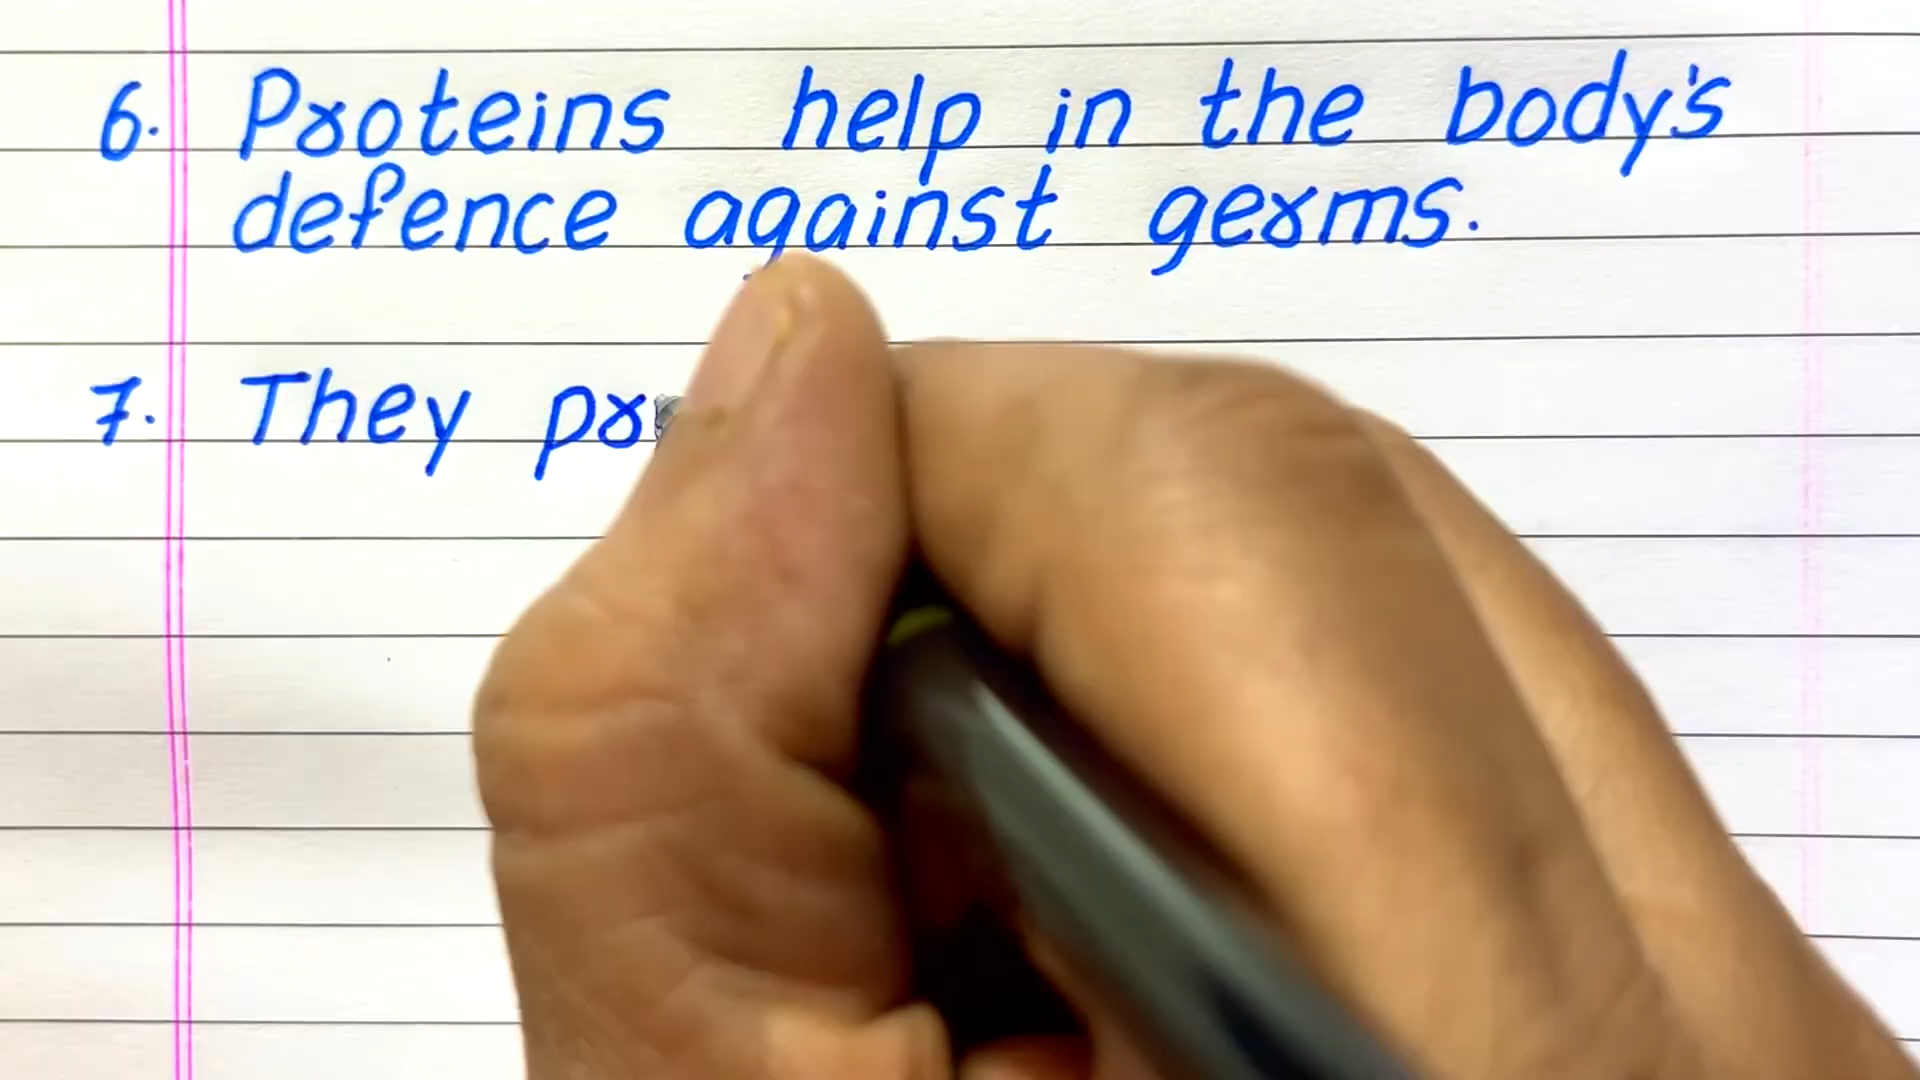 6. Proteins help in the body's
defence against germs.
7. They pr